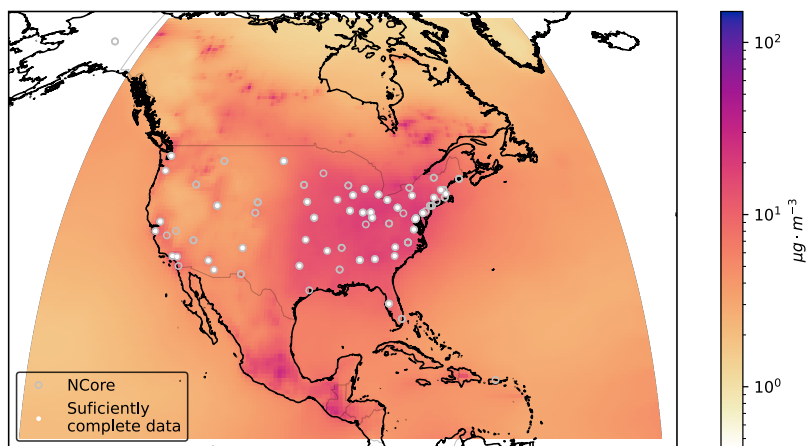 10²
10¹
10⁰
μg · m⁻³
NCore
Suficiently
complete data